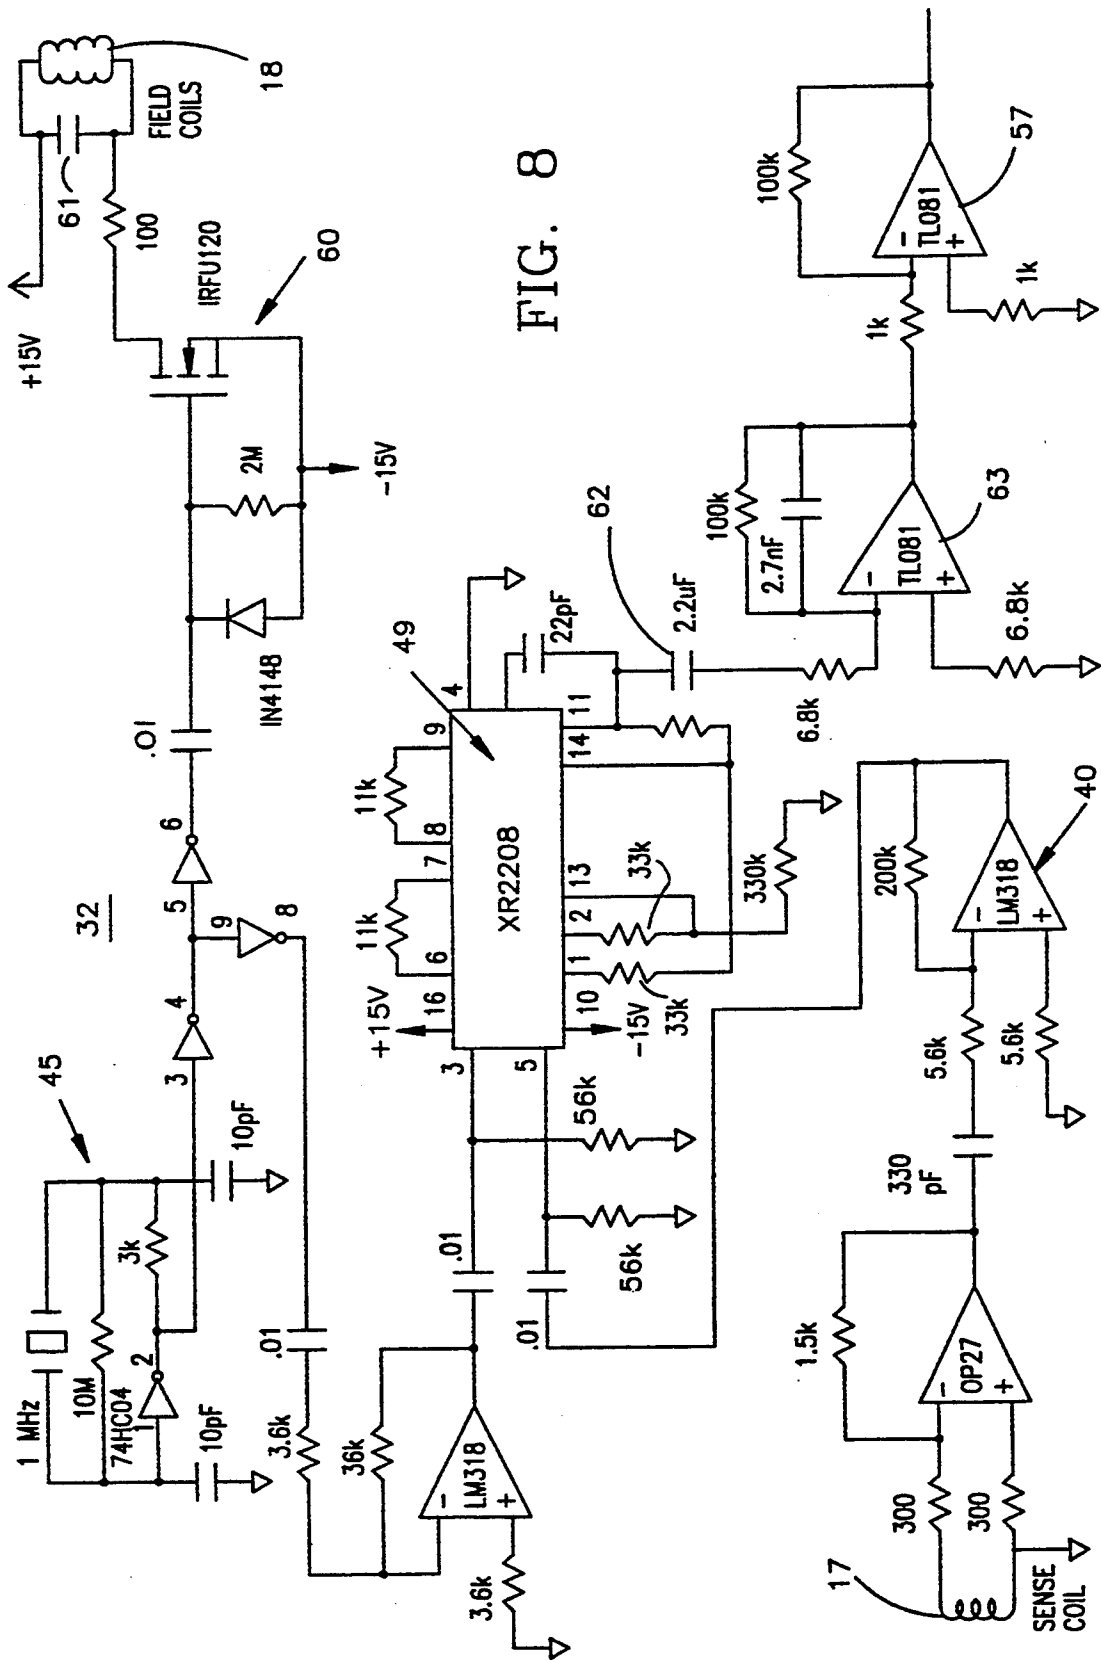 +15V
61
100
FIELD
COILS
18
IRFU120
60
2M
-15V
IN4148
.01
32
6
5
4
3
9
8
45
1 MHz
10M
3k
74HC04
1
2
10pF
10pF
.01
3.6k
36k
LM318
-
+
3.6k
.01
.01
56k
56k
+15V
16
6
11k
7
8
11k
9
4
49
XR2208
3
5
10
1
2
13
14
11
-15V
33k
33k
330k
22pF
62
2.2uF
6.8k
FIG. 8
100k
2.7nF
-
TL081
+
63
6.8k
1k
100k
-
TL081
+
57
1k
17
SENSE
COIL
300
300
1.5k
-
OP27
+
330
pF
5.6k
5.6k
200k
-
LM318
+
40